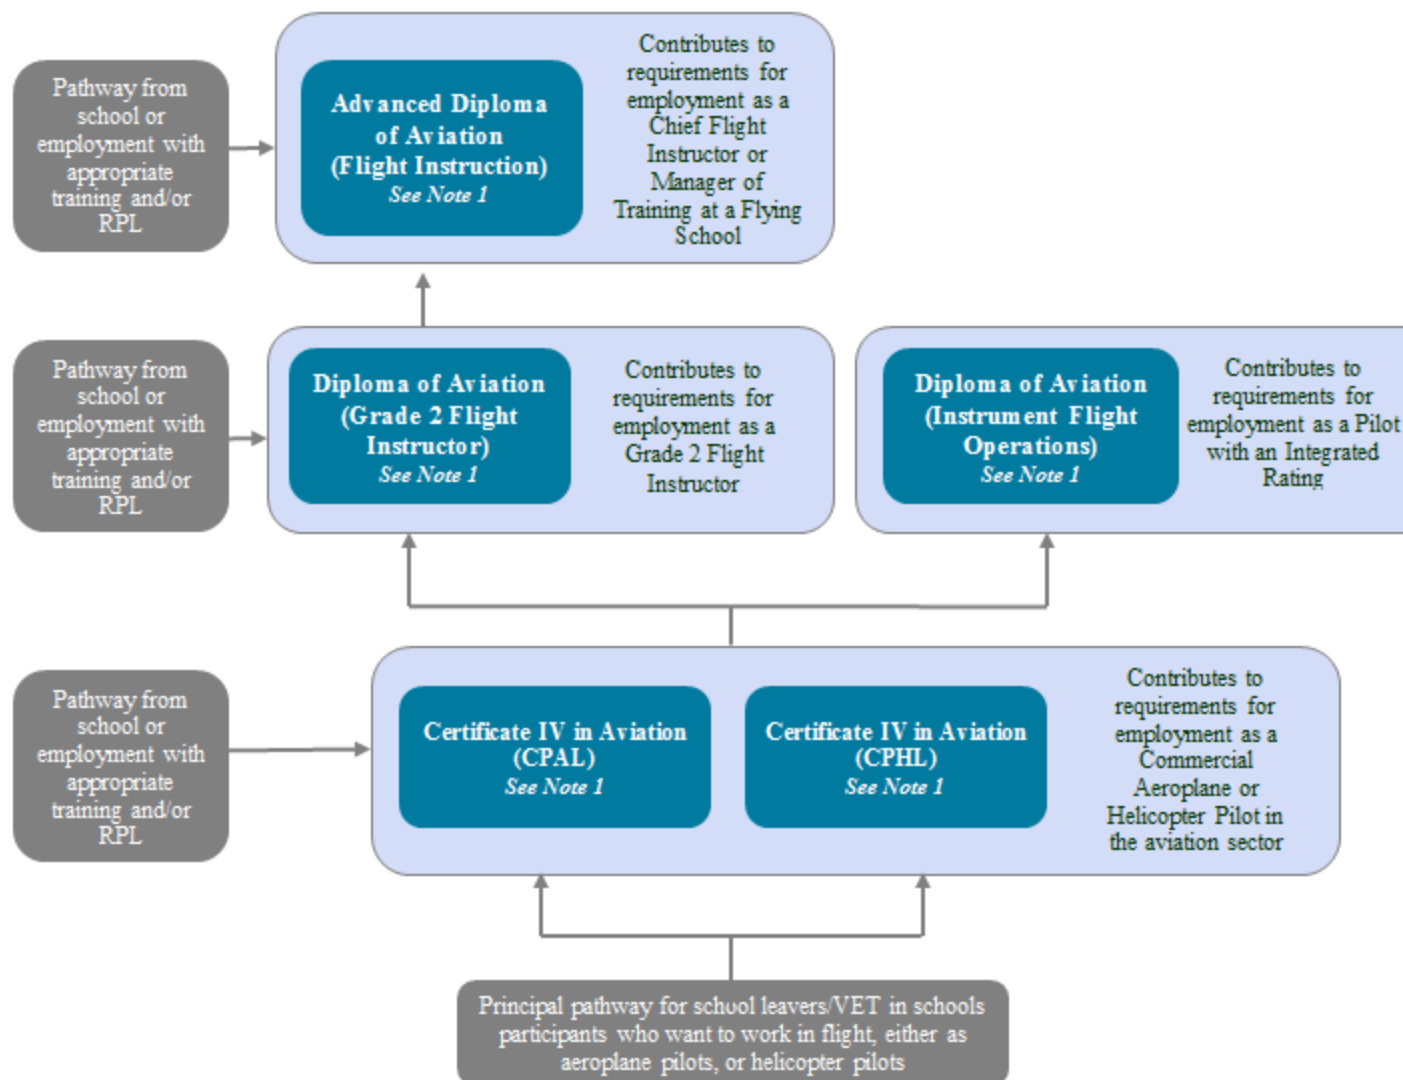 Pathway from
school or
employment with
appropriate
training and/or
RPL
Advanced Diploma
of Aviation
(Flight Instruction)
See Note 1
Contributes to
requirements for
employment as a
Chief Flight
Instructor or
Manager of
Training at a Flying
School
Pathway from
school or
employment with
appropriate
training and/or
RPL
Diploma of Aviation
(Grade 2 Flight
Instructor)
See Note 1
Contributes to
requirements for
employment as a
Grade 2 Flight
Instructor
Diploma of Aviation
(Instrument Flight
Operations)
See Note 1
Contributes to
requirements for
employment as a Pilot
with an Integrated
Rating
Pathway from
school or
employment with
appropriate
training and/or
RPL
Certificate IV in Aviation
(CPAL)
See Note 1
Certificate IV in Aviation
(CPHL)
See Note 1
Contributes to
requirements for
employment as a
Commercial
Aeroplane or
Helicopter Pilot in
the aviation sector
Principal pathway for school leavers/VET in schools
participants who want to work in flight, either as
aeroplane pilots, or helicopter pilots